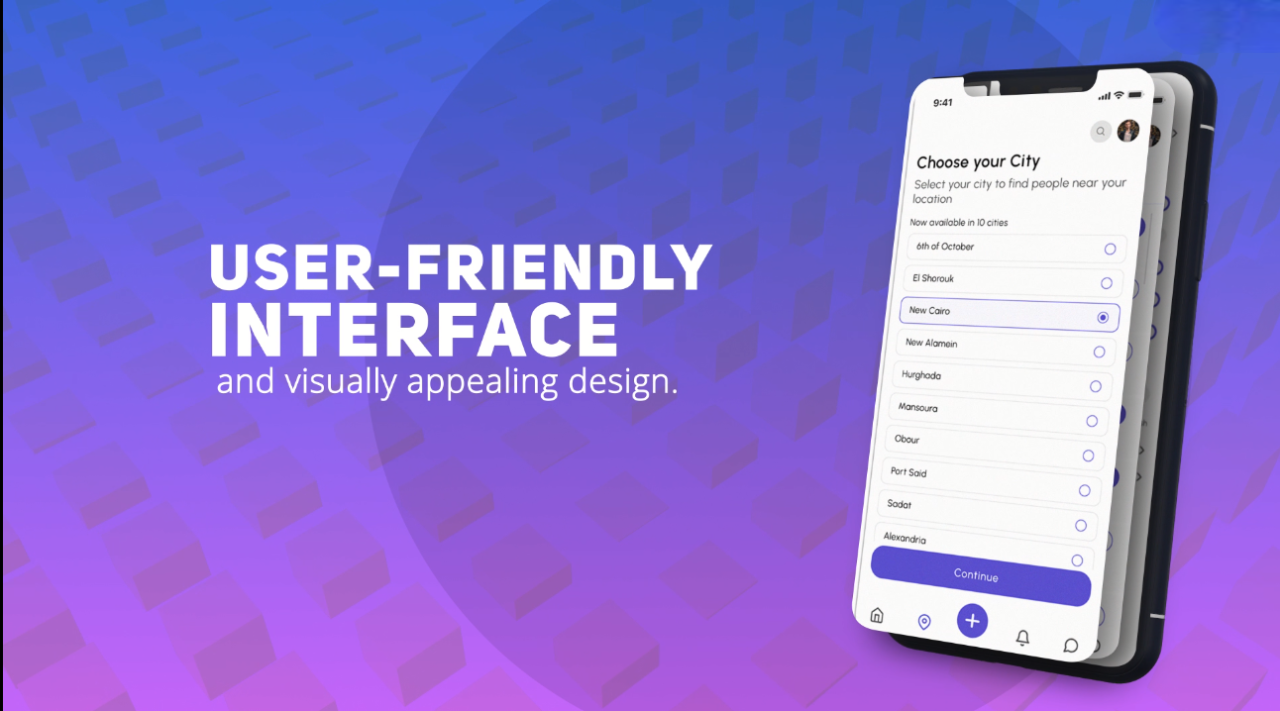 USER-FRIENDLY
INTERFACE
and visually appealing design.
9:41
Choose your City
Select your city to find people near your
location
Now available in 10 cities
6th of October
El Shorouk
New Cairo
New Alamein
Hurghada
Mansoura
Obour
Port Said
Sadat
Alexandria
Continue